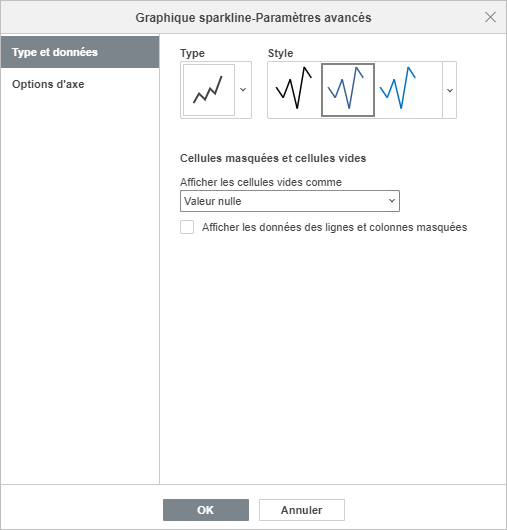 Graphique sparkline-Paramètres avancés
Type et données
Options d'axe
Type
Style
Cellules masquées et cellules vides
Afficher les cellules vides comme
Valeur nulle
Afficher les données des lignes et colonnes masquées
OK
Annuler